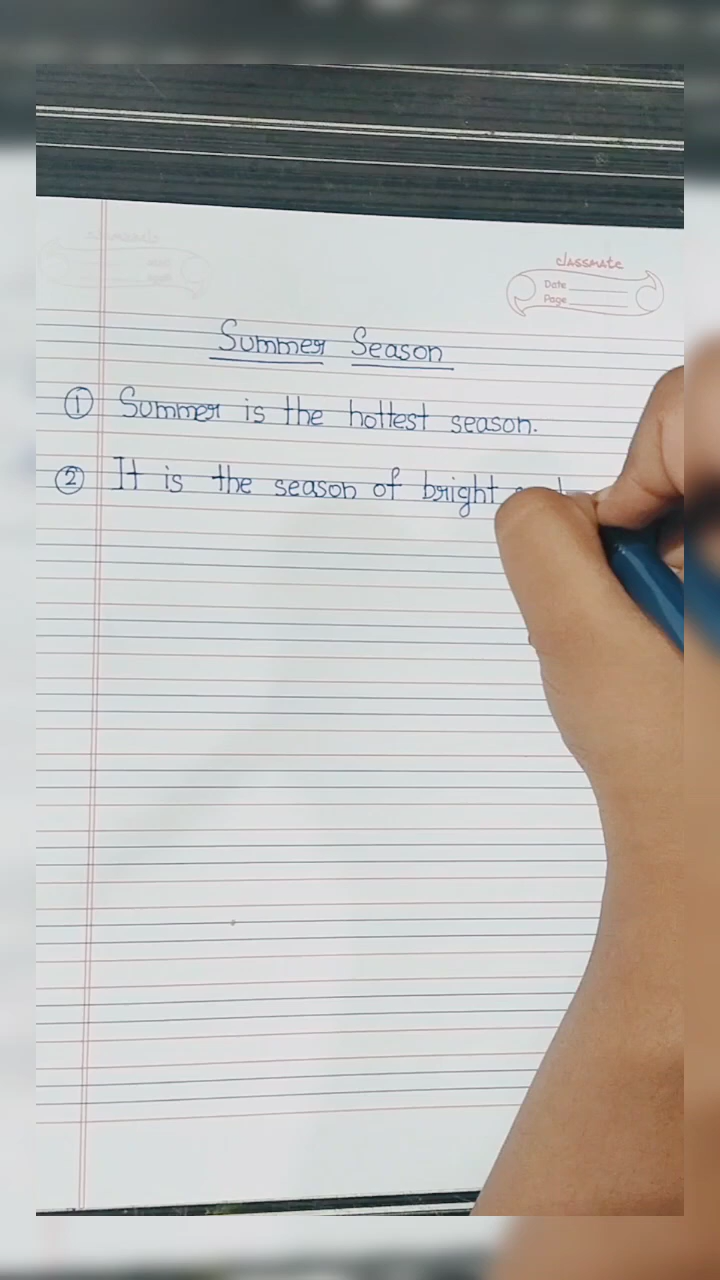 classmate
Date
Page
Summer Season
① Summer is the hottest season.
② It is the season of bright